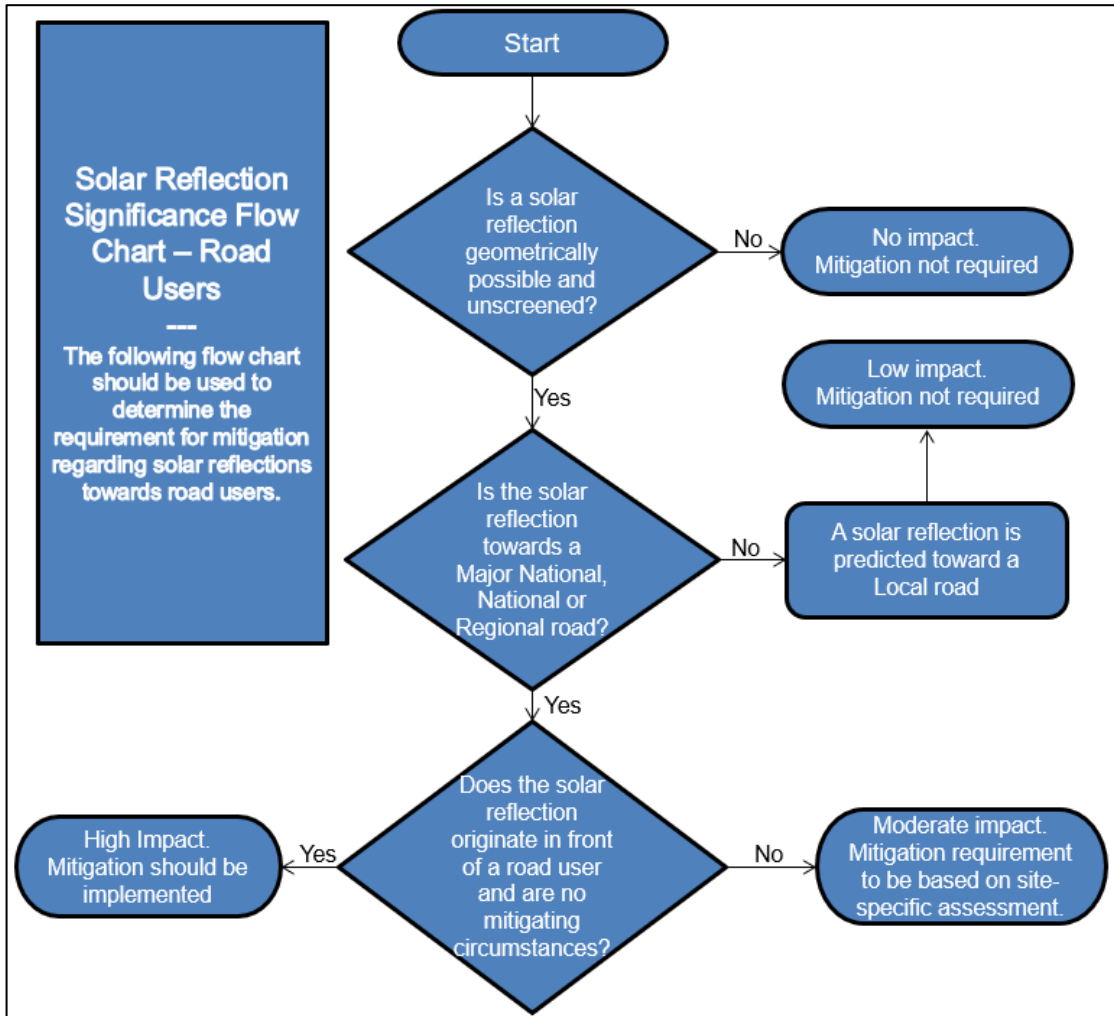 Solar Reflection
Significance Flow
Chart – Road
Users
---
The following flow chart
should be used to
determine the
requirement for mitigation
regarding solar reflections
towards road users.
Start
Is a solar
reflection
geometrically
possible and
unscreened?
No
No impact.
Mitigation not required
Yes
Low impact.
Mitigation not required
Is the solar
reflection
towards a
Major National,
National or
Regional road?
No
A solar reflection is
predicted toward a
Local road
Yes
Does the solar
reflection
originate in front
of a road user
and are no
mitigating
circumstances?
Yes
High Impact.
Mitigation should be
implemented
No
Moderate impact.
Mitigation requirement
to be based on site-
specific assessment.